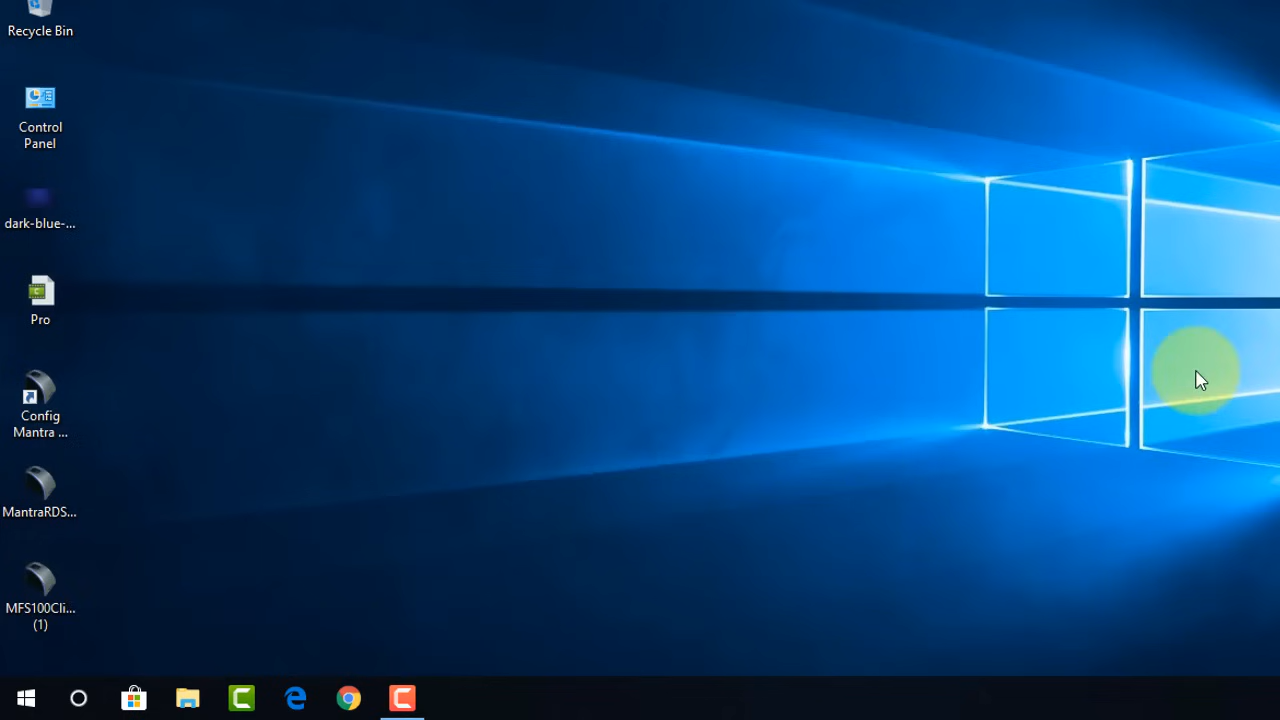 Recycle Bin
Control
Panel
dark-blue-...
Pro
Config
Mantra ...
MantraRDS...
MFS100Cli...
(1)